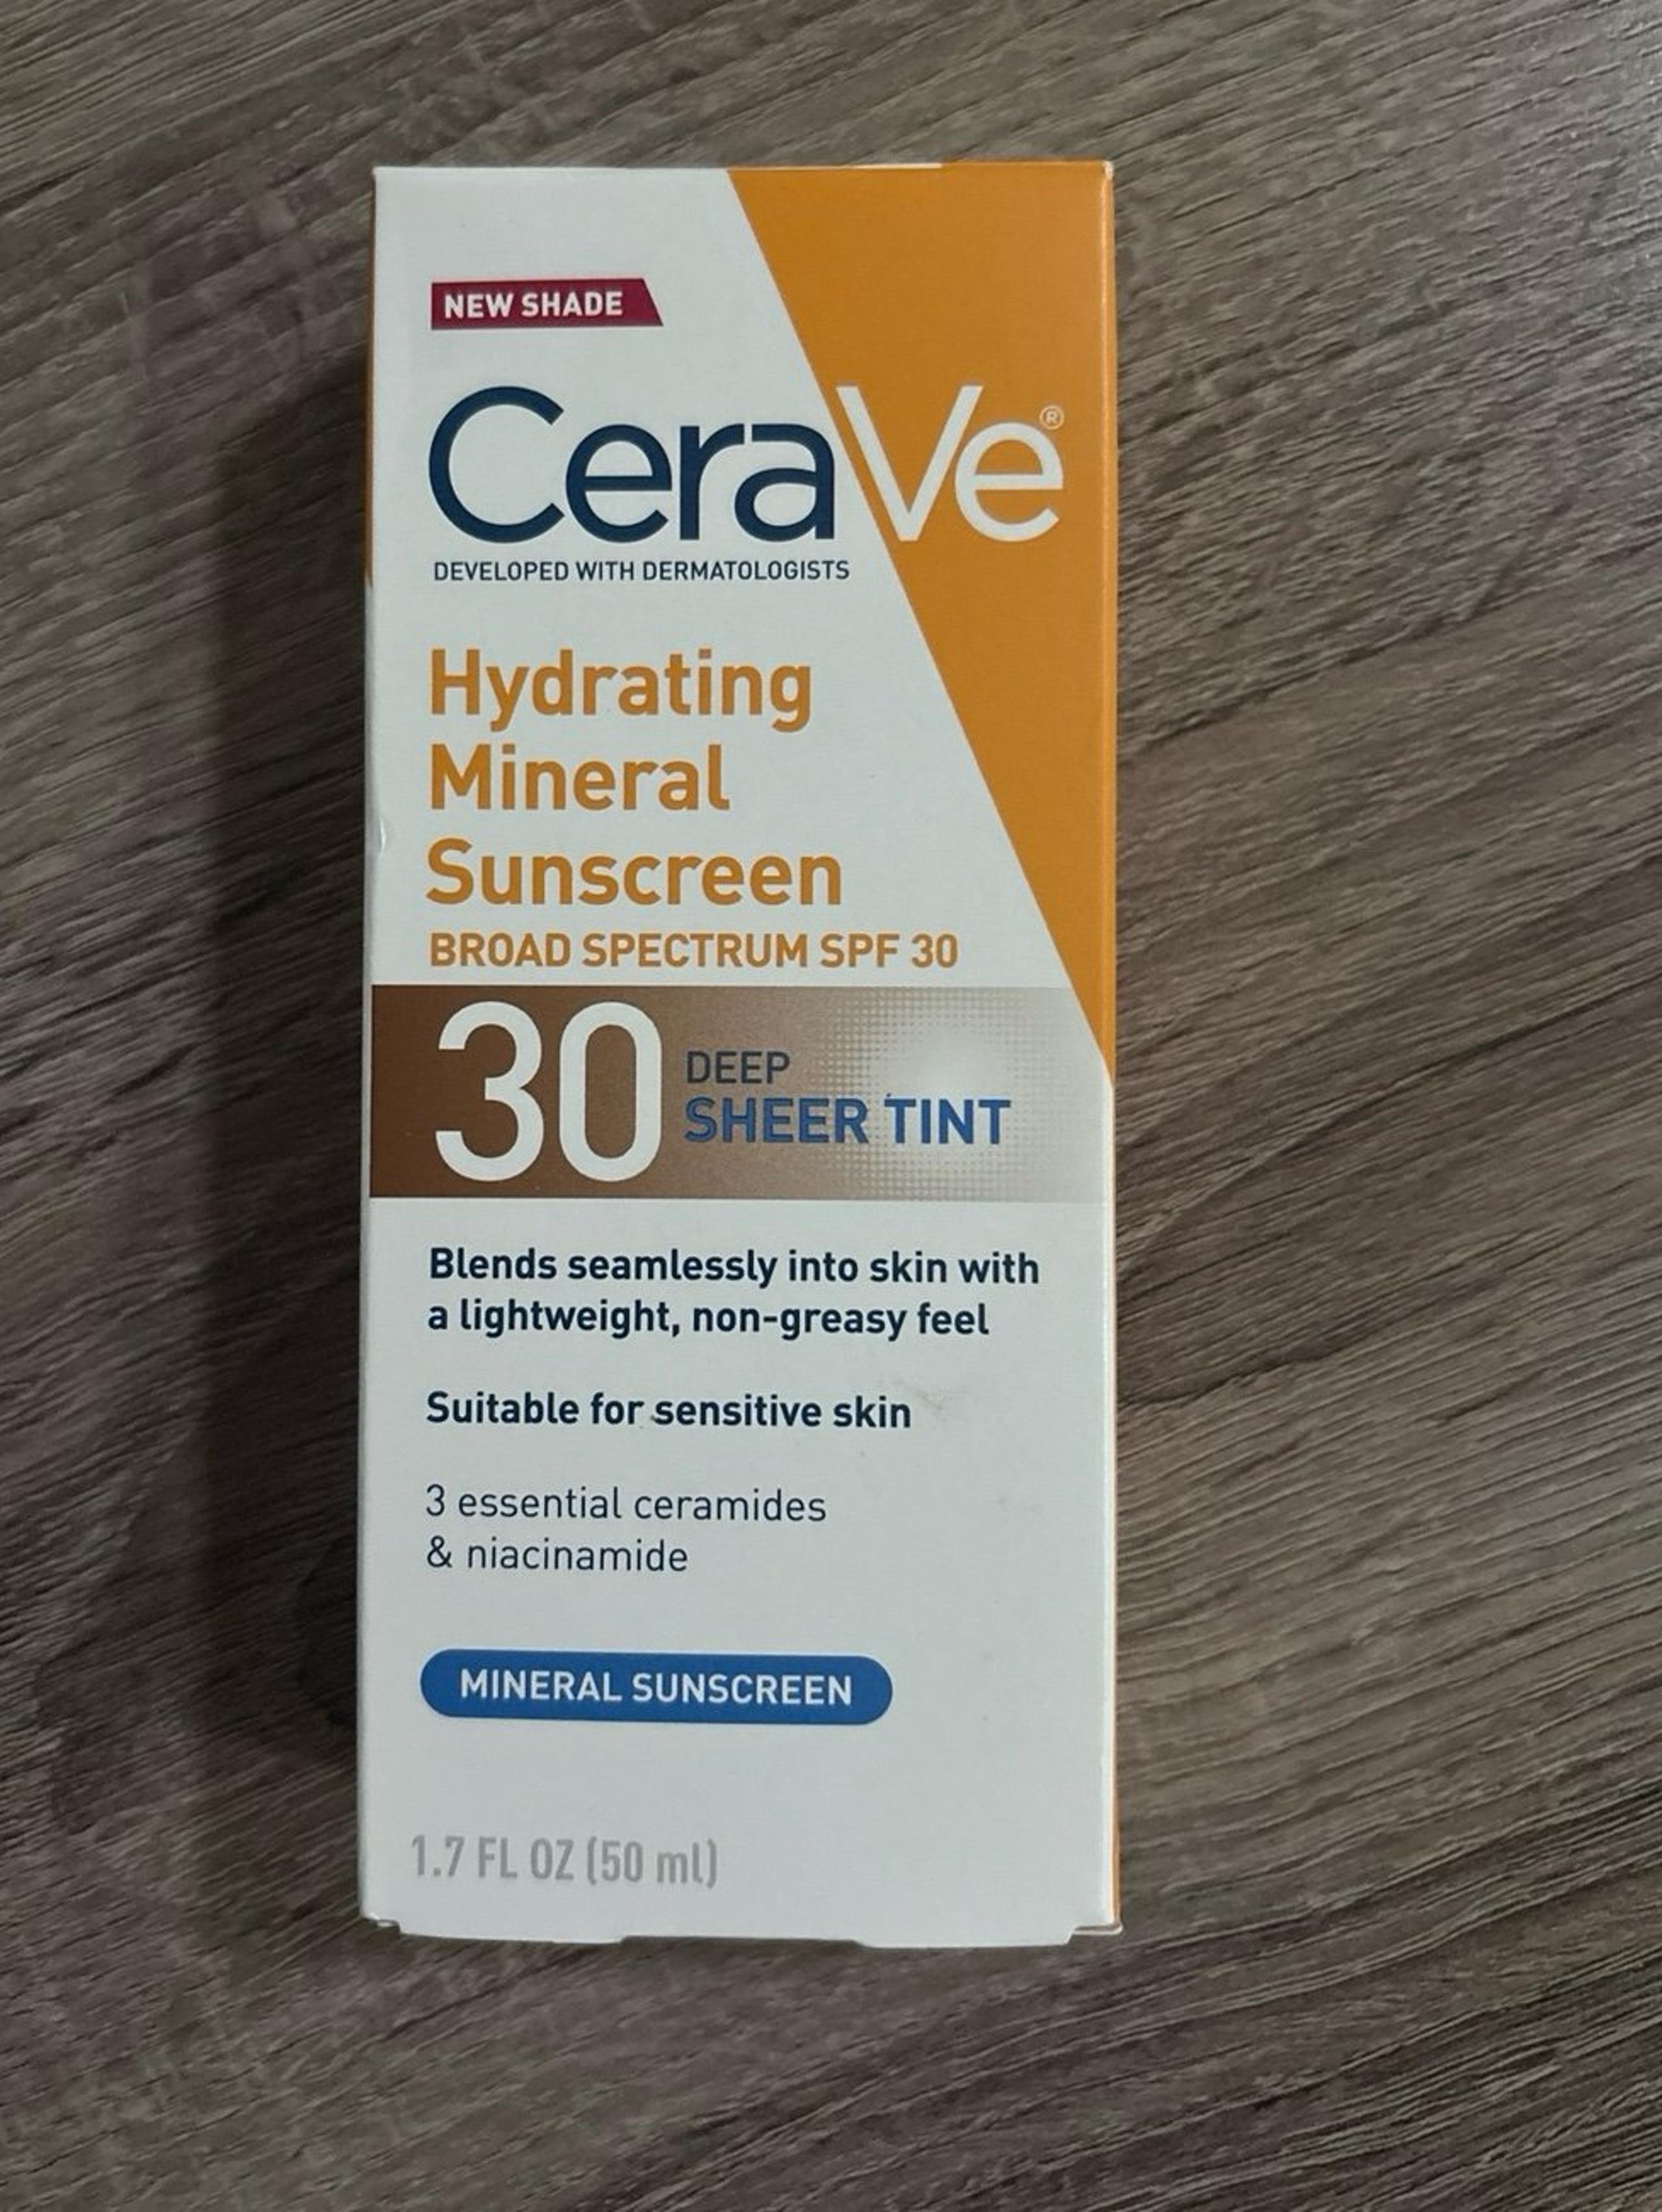 NEW SHADE
CeraVe®
DEVELOPED WITH DERMATOLOGISTS
Hydrating
Mineral
Sunscreen
BROAD SPECTRUM SPF 30
30 DEEP
SHEER TINT
Blends seamlessly into skin with
a lightweight, non-greasy feel
Suitable for sensitive skin
3 essential ceramides
& niacinamide
MINERAL SUNSCREEN
1.7 FL OZ (50 ml)